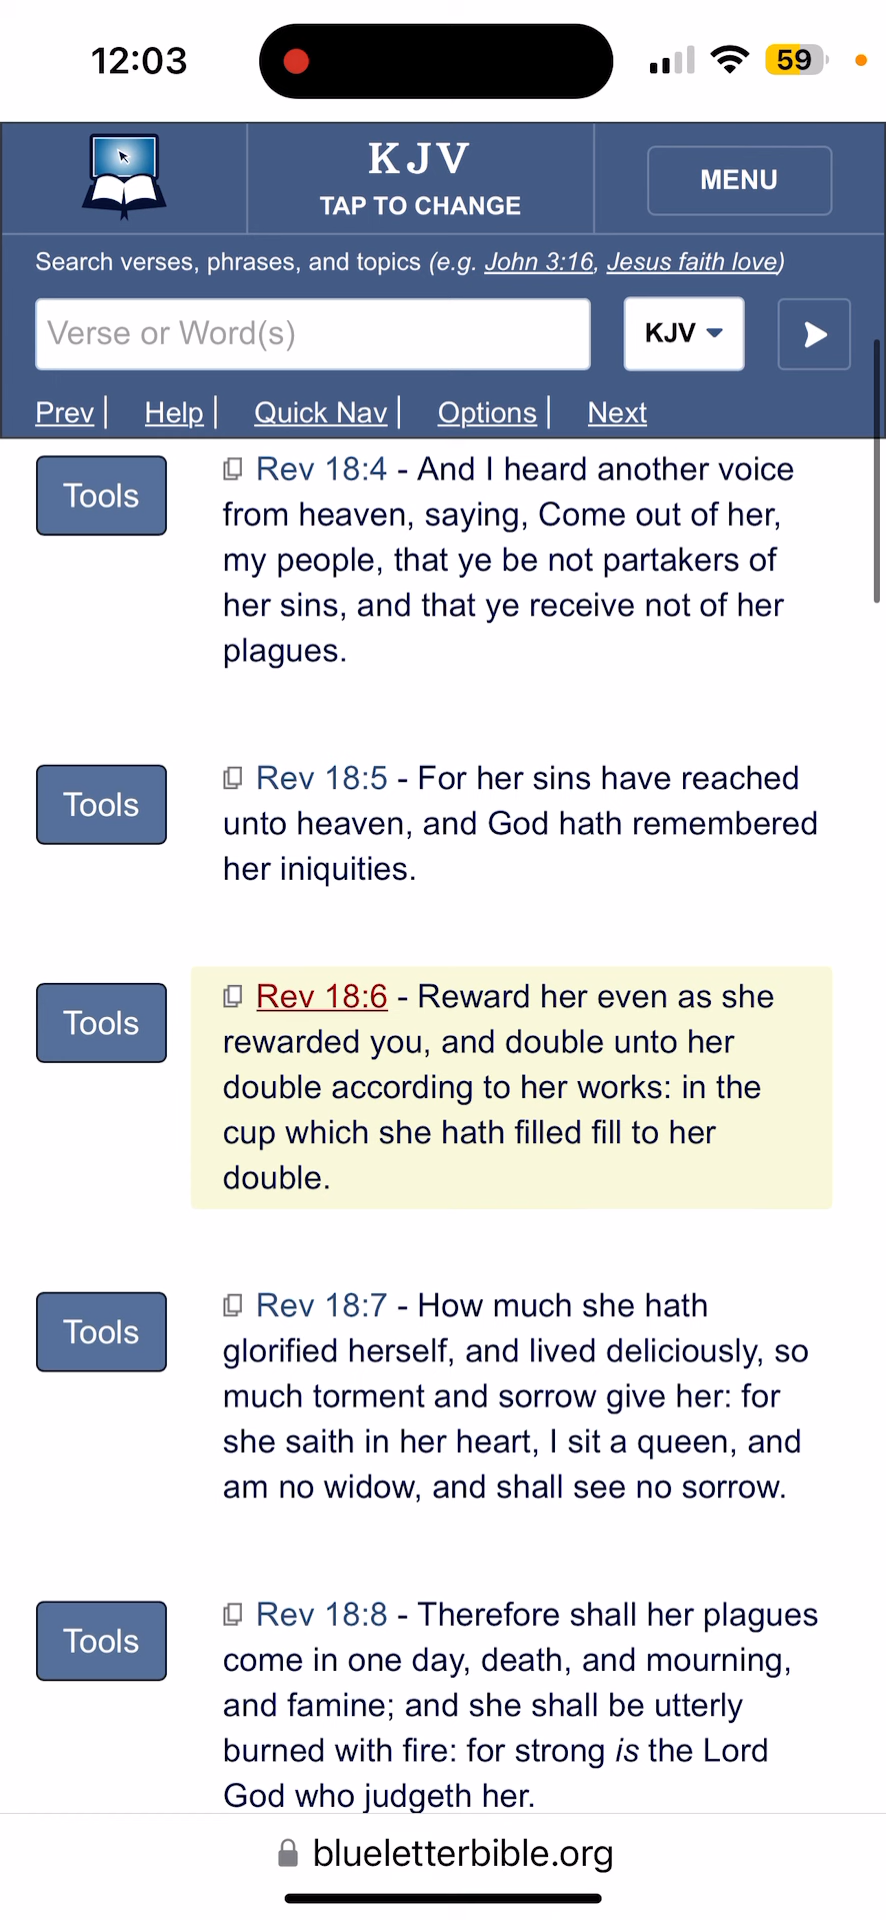 12:03
59
KJV
TAP TO CHANGE
MENU
Search verses, phrases, and topics (e.g. John 3:16, Jesus faith love)
Verse or Word(s)
KJV
Prev | Help | Quick Nav | Options | Next
Tools
Rev 18:4 - And I heard another voice
from heaven, saying, Come out of her,
my people, that ye be not partakers of
her sins, and that ye receive not of her
plagues.
Tools
Rev 18:5 - For her sins have reached
unto heaven, and God hath remembered
her iniquities.
Tools
Rev 18:6 - Reward her even as she
rewarded you, and double unto her
double according to her works: in the
cup which she hath filled fill to her
double.
Tools
Rev 18:7 - How much she hath
glorified herself, and lived deliciously, so
much torment and sorrow give her: for
she saith in her heart, I sit a queen, and
am no widow, and shall see no sorrow.
Tools
Rev 18:8 - Therefore shall her plagues
come in one day, death, and mourning,
and famine; and she shall be utterly
burned with fire: for strong is the Lord
God who judgeth her.
blueletterbible.org